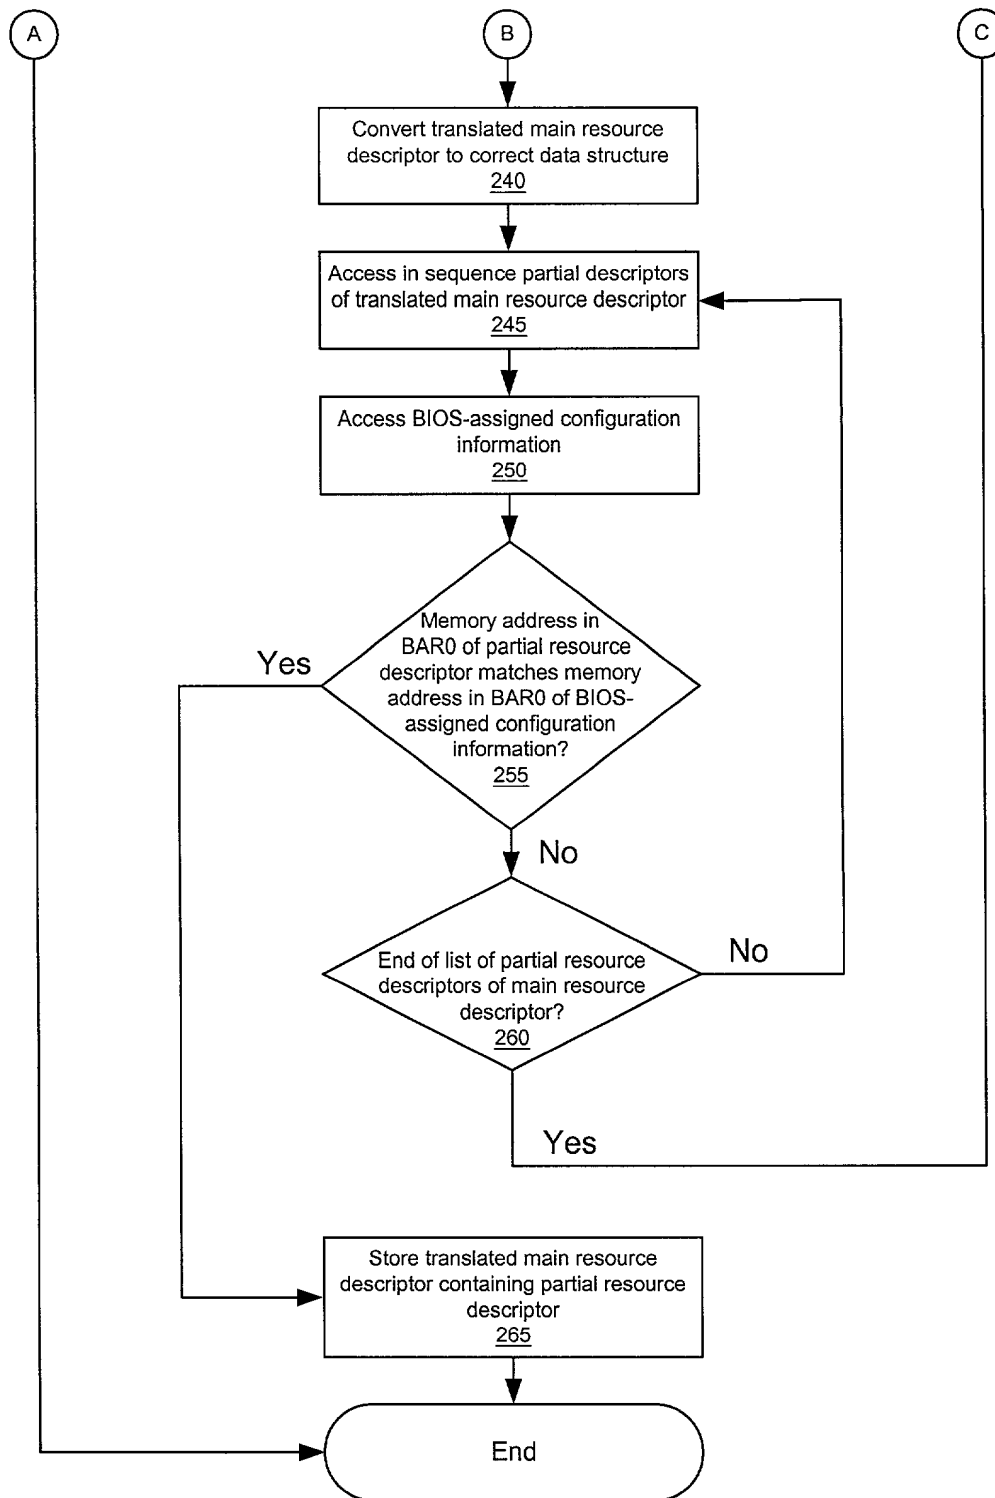 A
B
C
Convert translated main resource
descriptor to correct data structure
240
Access in sequence partial descriptors
of translated main resource descriptor
245
Access BIOS-assigned configuration
information
250
Memory address in
BAR0 of partial resource
descriptor matches memory
address in BAR0 of BIOS-
assigned configuration
information?
255
Yes
No
End of list of partial resource
descriptors of main resource
descriptor?
260
No
Yes
Store translated main resource
descriptor containing partial resource
descriptor
265
End